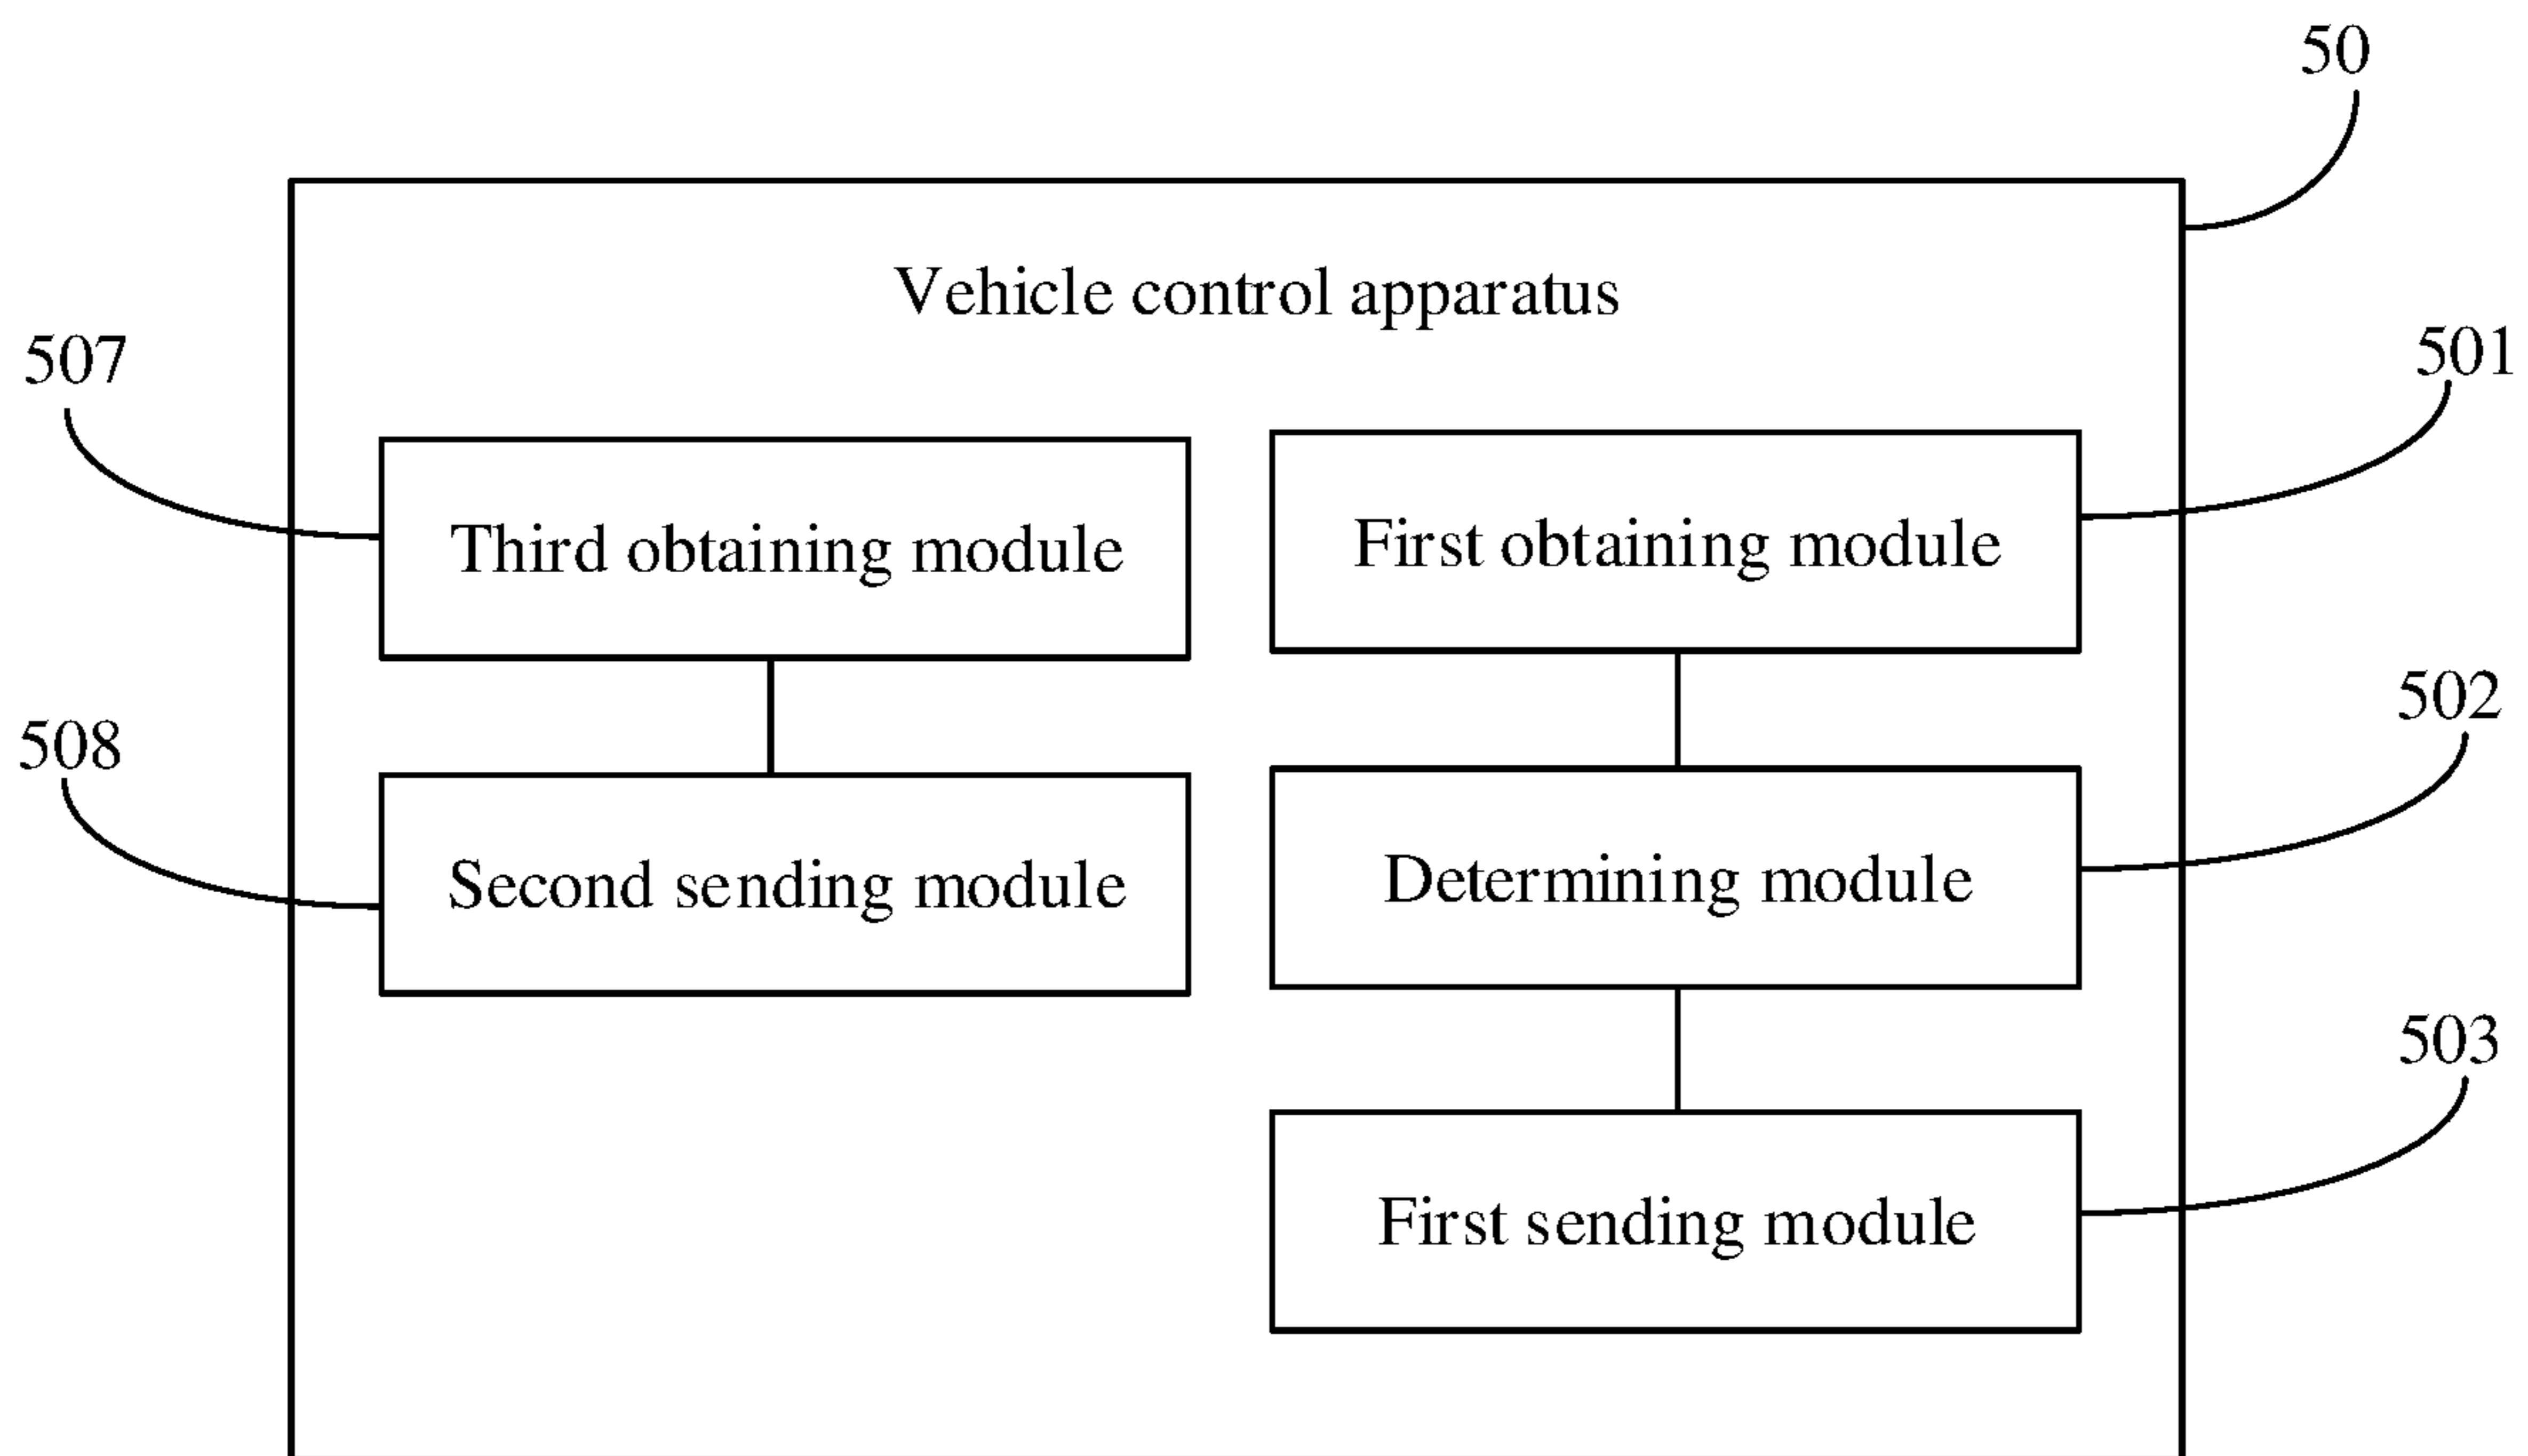 50
Vehicle control apparatus
507
501
Third obtaining module
First obtaining module
502
508
Second sending module
Determining module
503
First sending module